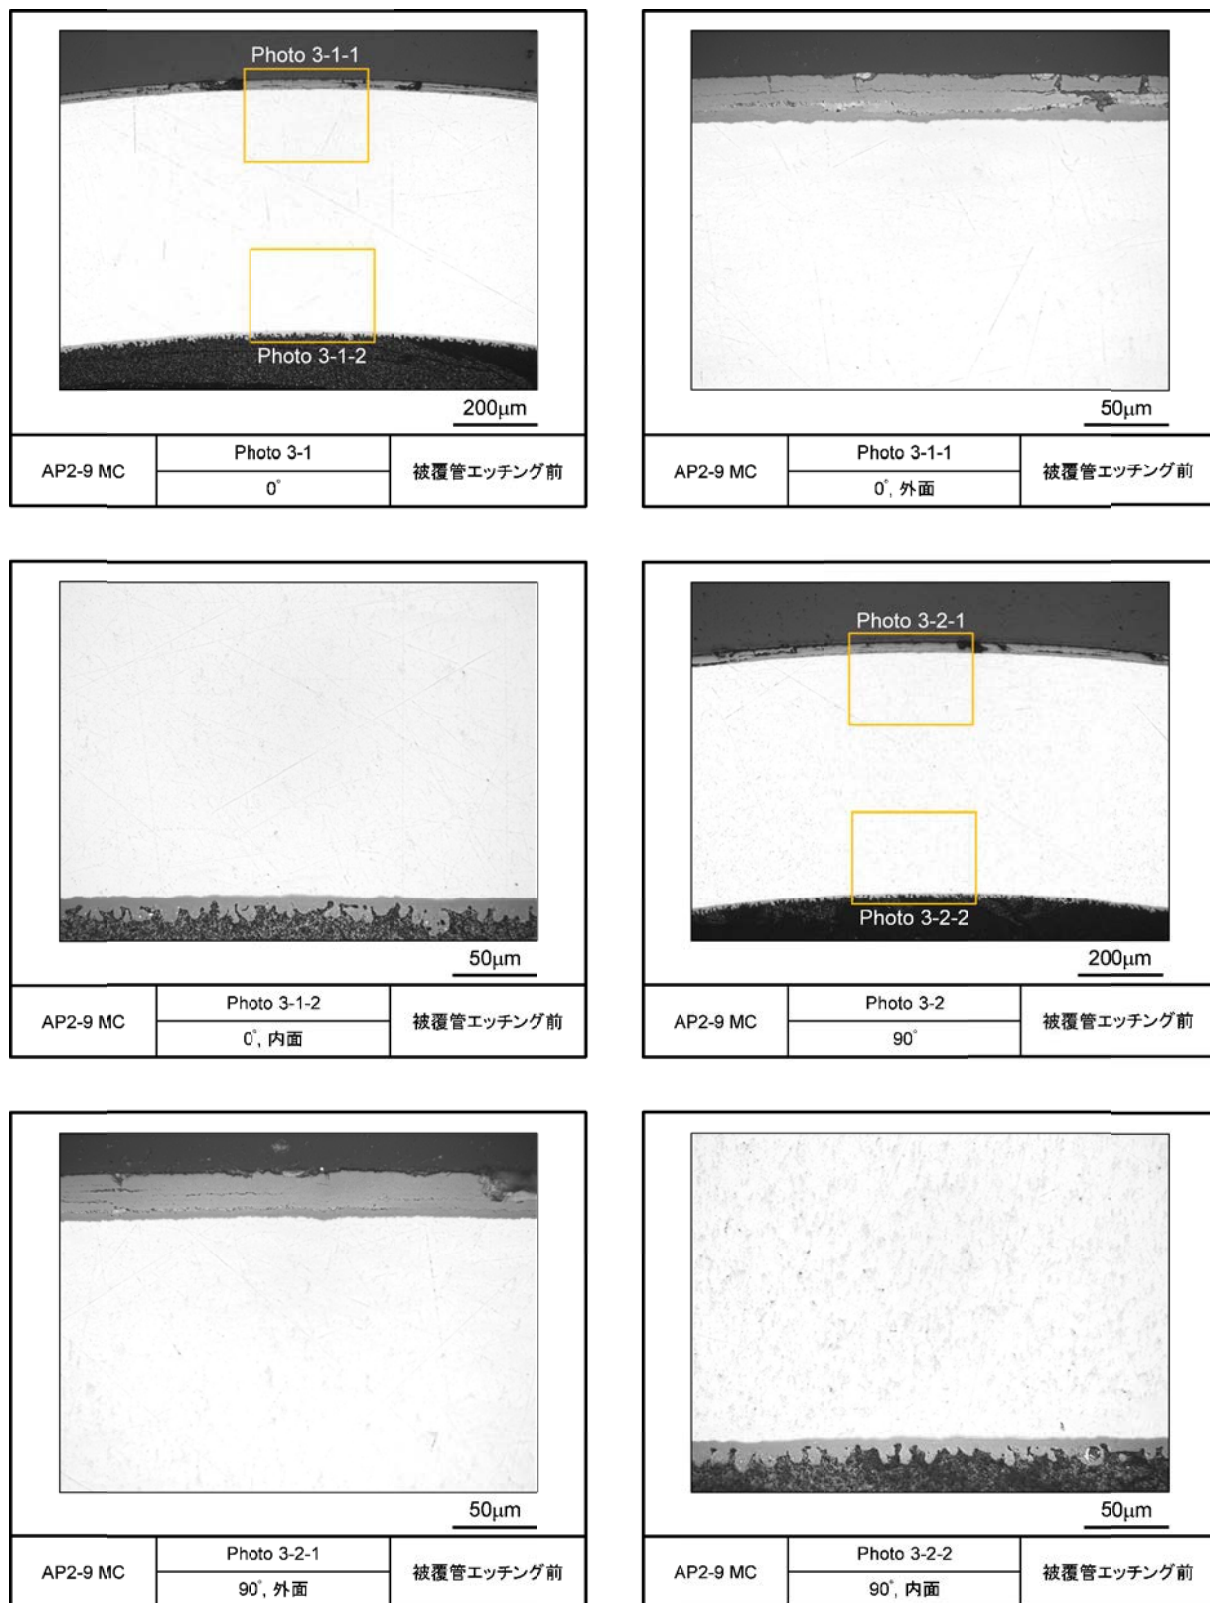 Photo 3-1-1
Photo 3-1-2
200μm
AP2-9 MC
Photo 3-1
0°
被覆管エッチング前
50μm
AP2-9 MC
Photo 3-1-1
0°, 外面
被覆管エッチング前
50μm
AP2-9 MC
Photo 3-1-2
0°, 内面
被覆管エッチング前
Photo 3-2-1
Photo 3-2-2
200μm
AP2-9 MC
Photo 3-2
90°
被覆管エッチング前
50μm
AP2-9 MC
Photo 3-2-1
90°, 外面
被覆管エッチング前
50μm
AP2-9 MC
Photo 3-2-2
90°, 内面
被覆管エッチング前